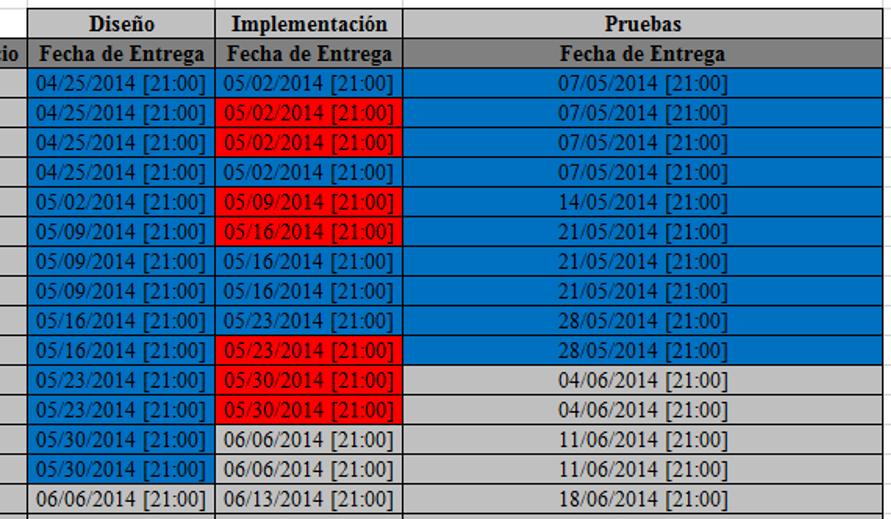 Diseño Implementación Pruebas
cio Fecha de Entrega Fecha de Entrega Fecha de Entrega
04/25/2014 [21:00] 05/02/2014 [21:00] 07/05/2014 [21:00]
04/25/2014 [21:00] 05/02/2014 [21:00] 07/05/2014 [21:00]
04/25/2014 [21:00] 05/02/2014 [21:00] 07/05/2014 [21:00]
04/25/2014 [21:00] 05/02/2014 [21:00] 07/05/2014 [21:00]
05/02/2014 [21:00] 05/09/2014 [21:00] 14/05/2014 [21:00]
05/09/2014 [21:00] 05/16/2014 [21:00] 21/05/2014 [21:00]
05/09/2014 [21:00] 05/16/2014 [21:00] 21/05/2014 [21:00]
05/09/2014 [21:00] 05/16/2014 [21:00] 21/05/2014 [21:00]
05/16/2014 [21:00] 05/23/2014 [21:00] 28/05/2014 [21:00]
05/16/2014 [21:00] 05/23/2014 [21:00] 28/05/2014 [21:00]
05/23/2014 [21:00] 05/30/2014 [21:00] 04/06/2014 [21:00]
05/23/2014 [21:00] 05/30/2014 [21:00] 04/06/2014 [21:00]
05/30/2014 [21:00] 06/06/2014 [21:00] 11/06/2014 [21:00]
05/30/2014 [21:00] 06/06/2014 [21:00] 11/06/2014 [21:00]
06/06/2014 [21:00] 06/13/2014 [21:00] 18/06/2014 [21:00]